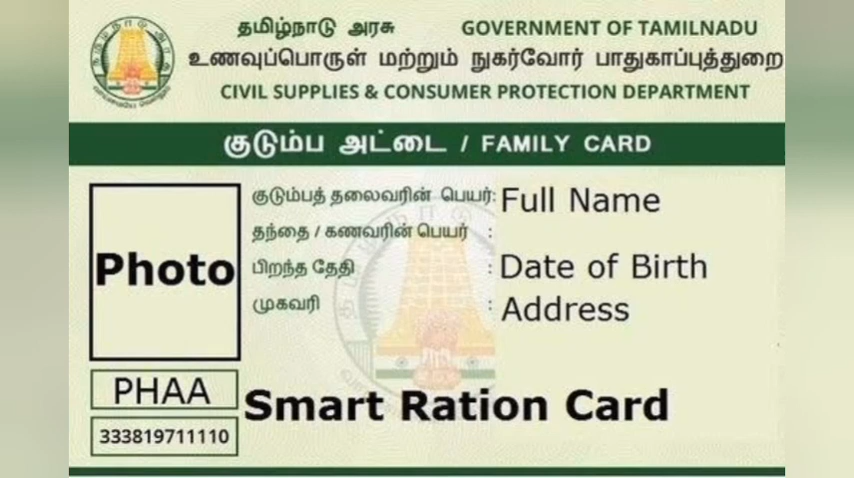 தமிழ்நாடு அரசு GOVERNMENT OF TAMILNADU
உணவுப்பொருள் மற்றும் நுகர்வோர் பாதுகாப்புத்துறை
CIVIL SUPPLIES & CONSUMER PROTECTION DEPARTMENT
குடும்ப அட்டை / FAMILY CARD
குடும்பத் தலைவரின் பெயர்: Full Name
தந்தை / கணவரின் பெயர் :
Photo
பிறந்த தேதி : Date of Birth
முகவரி : Address
PHAA
Smart Ration Card
333819711110